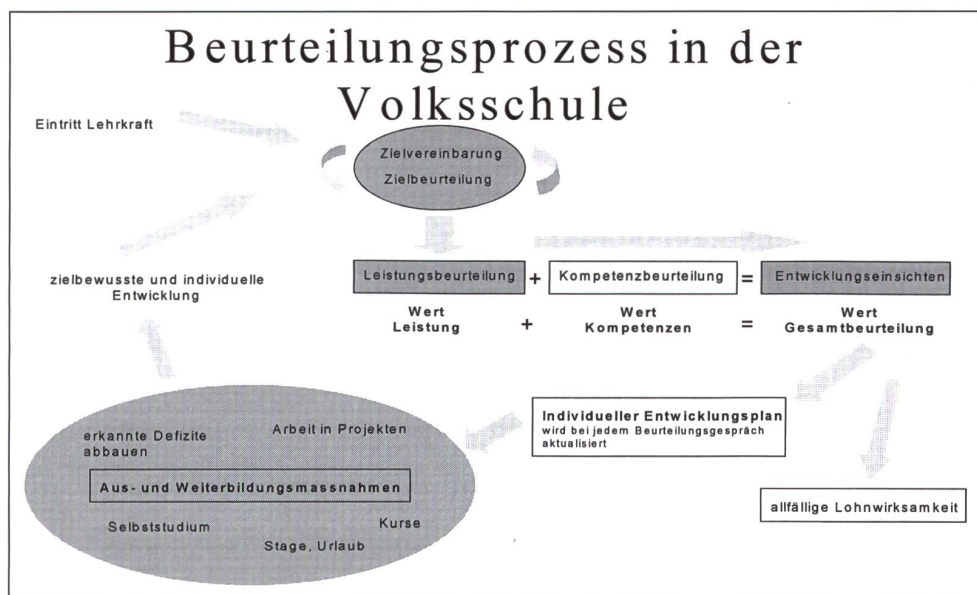 Beurteilungsprozess in der
Volksschule
Eintritt Lehrkraft
Zielvereinbarung
Zielbeurteilung
zielbewusste und individuelle
Entwicklung
Leistungsbeurteilung + Kompetenzbeurteilung = Entwicklungseinsichten
Wert + Wert = Wert
Leistung Kompetenzen Gesamtbeurteilung
Individueller Entwicklungsplan
wird bei jedem Beurteilungsgespräch
aktualisiert
erkannte Defizite
abbauen
Arbeit in Projekten
Aus- und Weiterbildungsmassnahmen
Selbststudium
Kurse
Stage, Urlaub
allfällige Lohnwirksamkeit